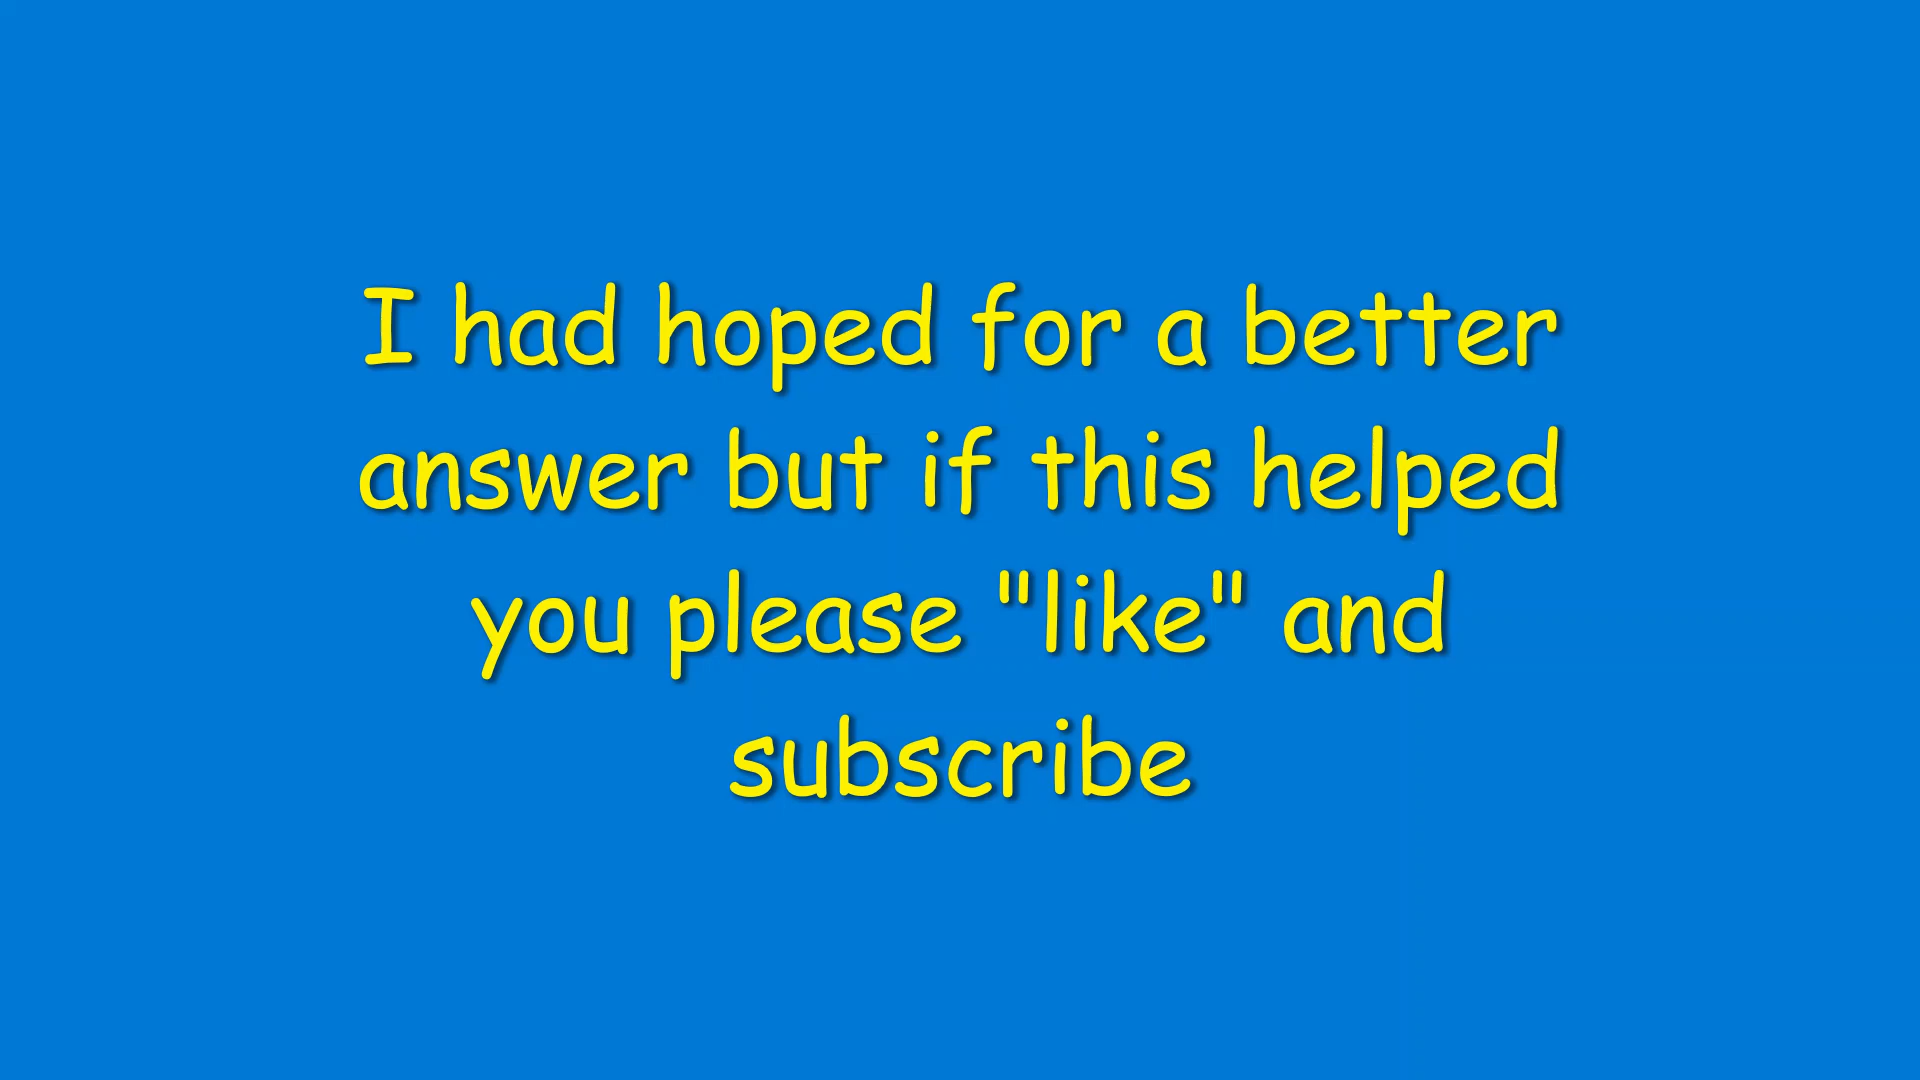 I had hoped for a better
answer but if this helped
you please "like" and
subscribe